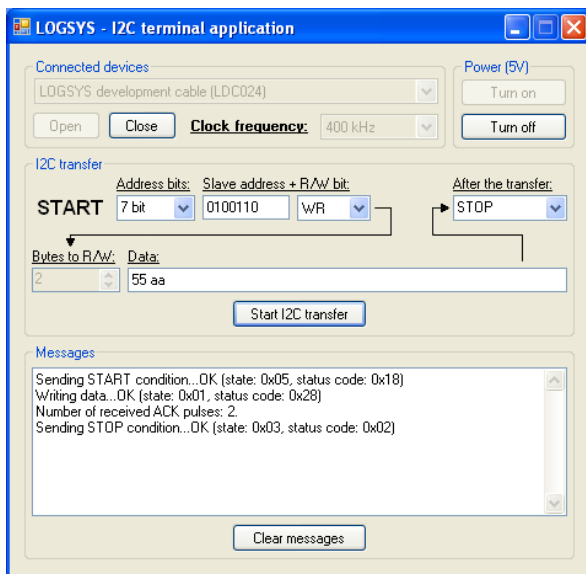 LOGSYS - I2C terminal application
Connected devices
LOGSYS development cable (LDC024)
Open Close Clock frequency: 400 kHz
Power (5V)
Turn on
Turn off
I2C transfer
Address bits: Slave address + R/W bit: After the transfer:
START 7 bit 0100110 WR STOP
Bytes to R/W: Data:
2 55 aa
Start I2C transfer
Messages
Sending START condition...OK (state: 0x05, status code: 0x18)
Writing data...OK (state: 0x01, status code: 0x28)
Number of received ACK pulses: 2.
Sending STOP condition...OK (state: 0x03, status code: 0x02)
Clear messages